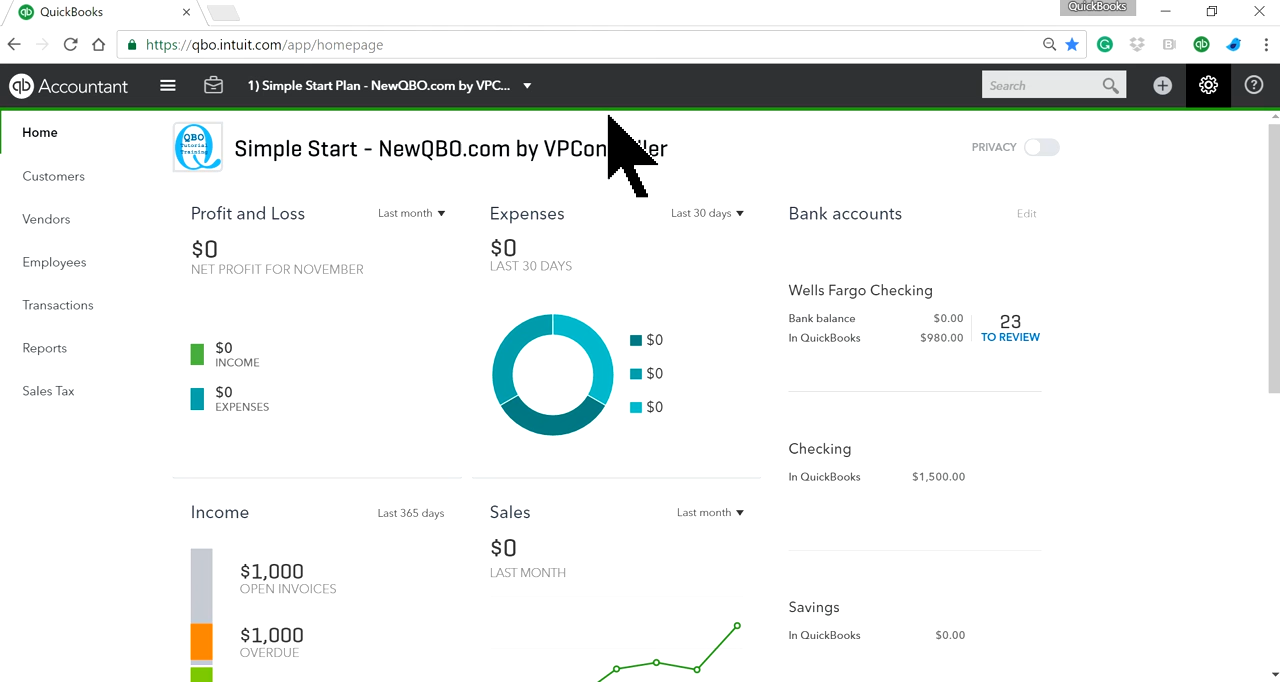 QuickBooks
QuickBooks
https://qbo.intuit.com/app/homepage
qb Accountant
1) Simple Start Plan - NewQBO.com by VPC...
Search
Home
Customers
Vendors
Employees
Transactions
Reports
Sales Tax
QBO
Tutorial
Training
Simple Start - NewQBO.com by
PRIVACY
Profit and Loss
Last month
$0
NET PROFIT FOR NOVEMBER
$0
INCOME
$0
EXPENSES
Expenses
Last 30 days
$0
LAST 30 DAYS
$0
$0
$0
Bank accounts
Edit
Wells Fargo Checking
Bank balance $0.00
In QuickBooks $980.00
23
TO REVIEW
Checking
In QuickBooks $1,500.00
Savings
In QuickBooks $0.00
Income
Last 365 days
$1,000
OPEN INVOICES
$1,000
OVERDUE
Sales
Last month
$0
LAST MONTH